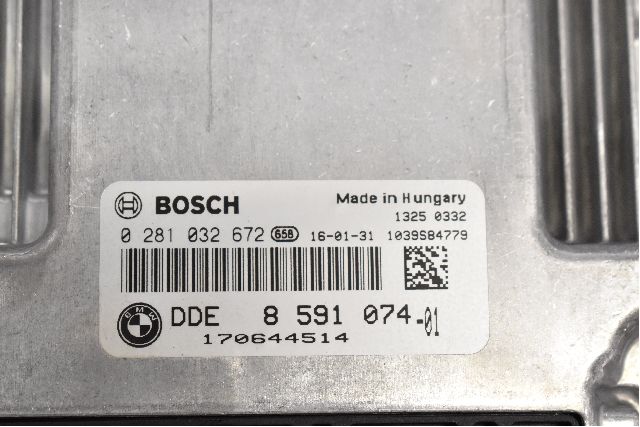 BOSCH Made in Hungary
1325 0332
0 281 032 672 658 16-01-31 1039S84779
BMW DDE 8 591 074-01
170644514